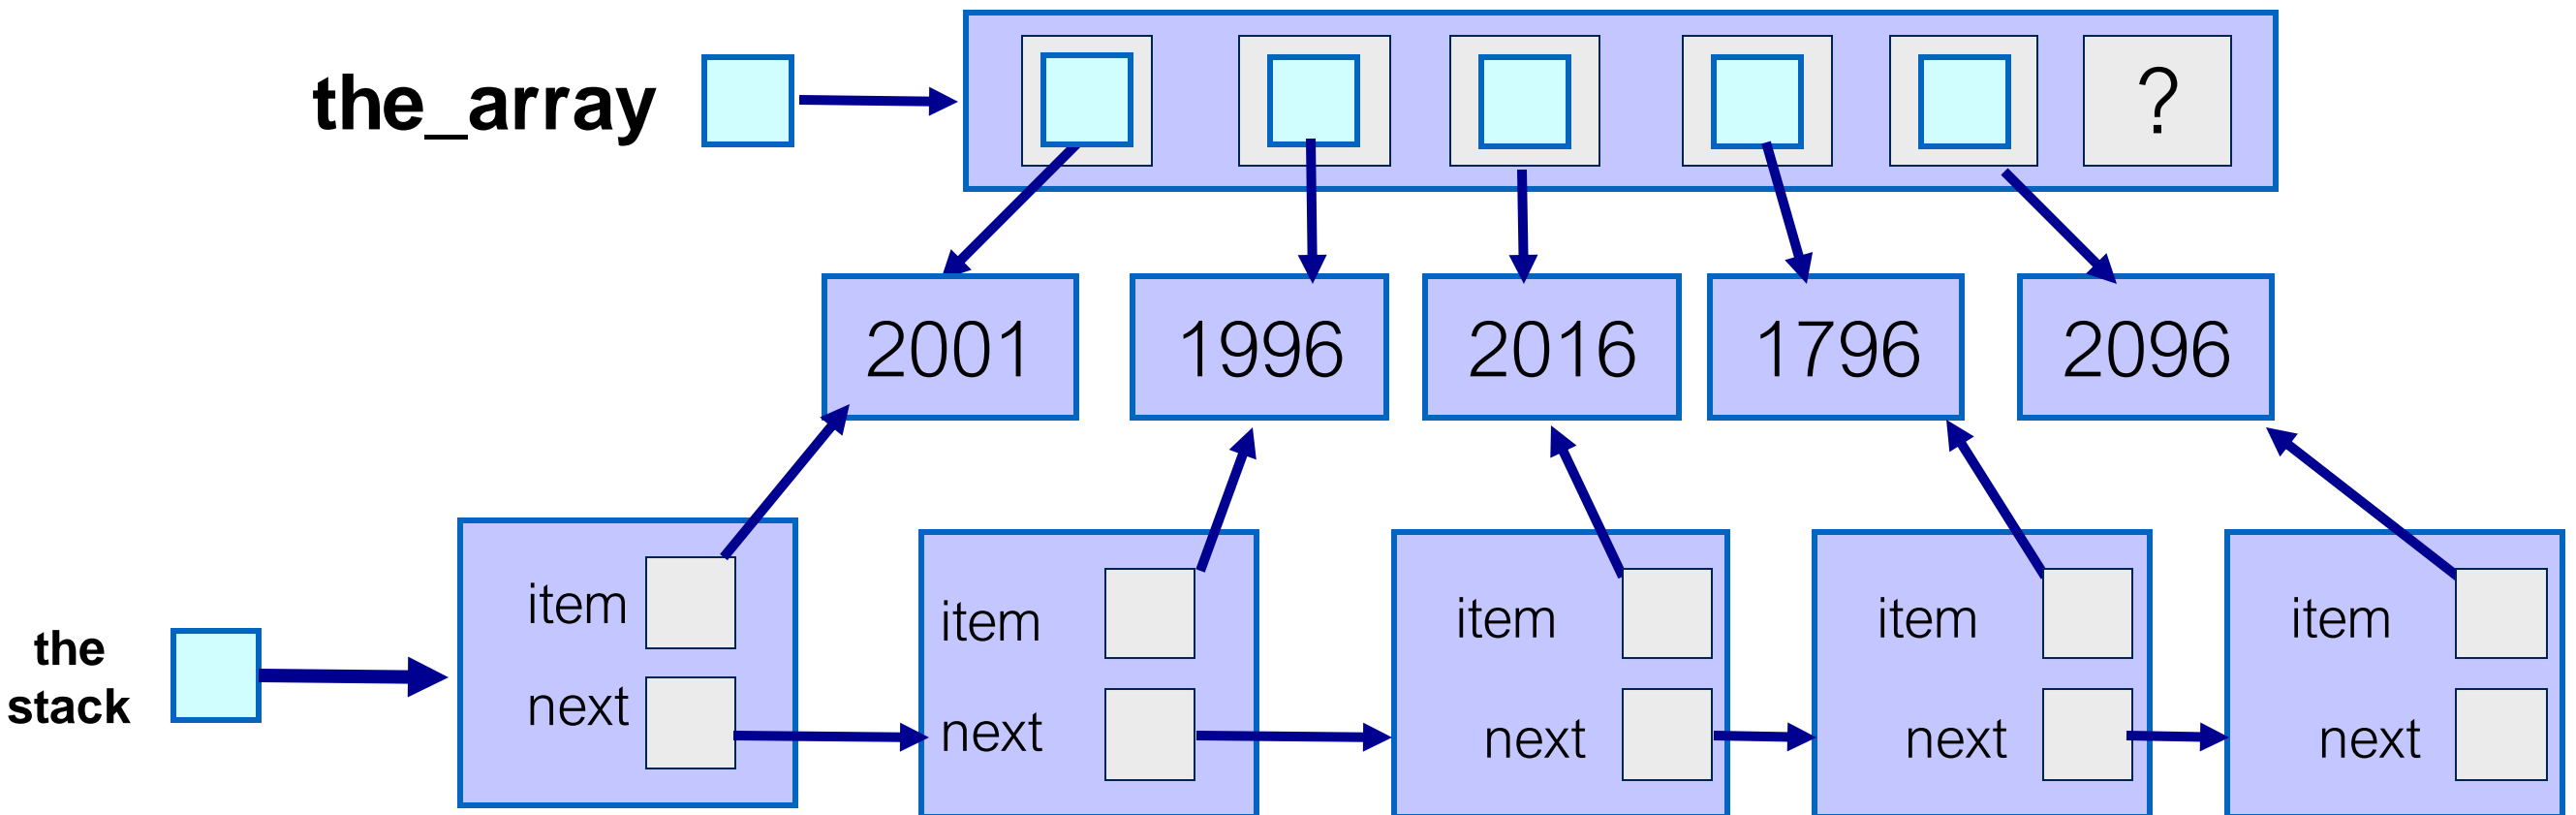 the_array
?
2001 1996 2016 1796 2096
the
stack
item
next
item
next
item
next
item
next
item
next